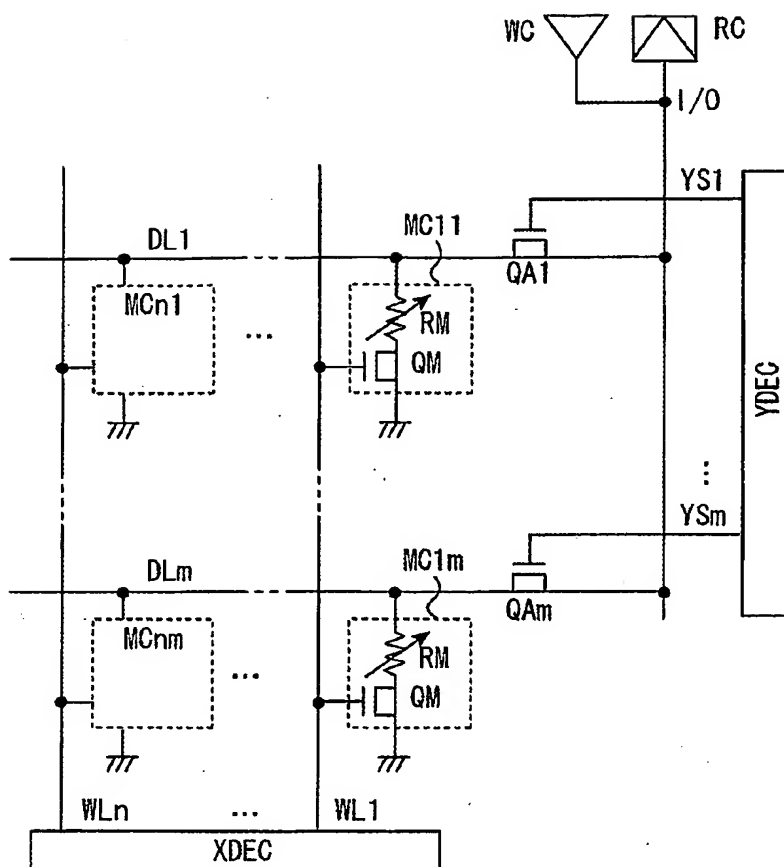 WC RC
I/O
YS1
MC11
DL1
QA1
MCn1
...
RM
QM
YDEC
...
YSm
MC1m
DLm
QAm
MCnm
...
RM
QM
WLn ... WL1
XDEC